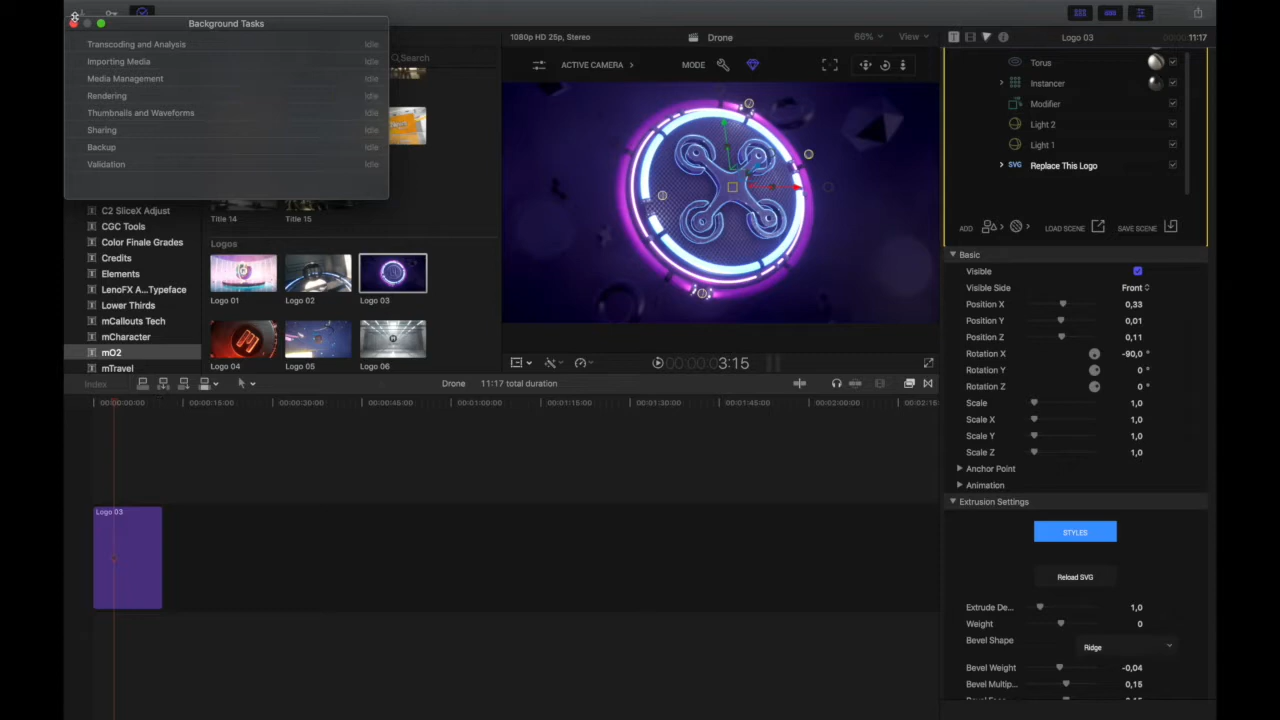 Background Tasks
Transcoding and Analysis Idle
Importing Media Idle
Media Management Idle
Rendering Idle
Thumbnails and Waveforms Idle
Sharing Idle
Backup Idle
Validation Idle
Search
1080p HD 25p, Stereo
Drone
66%
View
ACTIVE CAMERA
MODE
Logo 03
11:17
Torus
Instancer
Modifier
Light 2
Light 1
SVG Replace This Logo
ADD
LOAD SCENE
SAVE SCENE
C2 SliceX Adjust
CGC Tools
Color Finale Grades
Credits
Elements
LenoFX A...Typeface
Lower Thirds
mCallouts Tech
mCharacter
mO2
mTravel
Title 14
Title 15
Logos
Logo 01
Logo 02
Logo 03
Logo 04
Logo 05
Logo 06
00:00:00 3:15
Basic
Visible
Visible Side Front
Position X 0,33
Position Y 0,01
Position Z 0,11
Rotation X -90,0 °
Rotation Y 0 °
Rotation Z 0 °
Scale 1,0
Scale X 1,0
Scale Y 1,0
Scale Z 1,0
Anchor Point
Animation
Extrusion Settings
STYLES
Reload SVG
Extrude De... 1,0
Weight 0
Bevel Shape Ridge
Bevel Weight -0,04
Bevel Multip... 0,15
Index
Drone
11:17 total duration
00:00:00:00
00:00:15:00
00:00:30:00
00:00:45:00
00:01:00:00
00:01:15:00
00:01:30:00
00:01:45:00
00:02:00:00
Logo 03